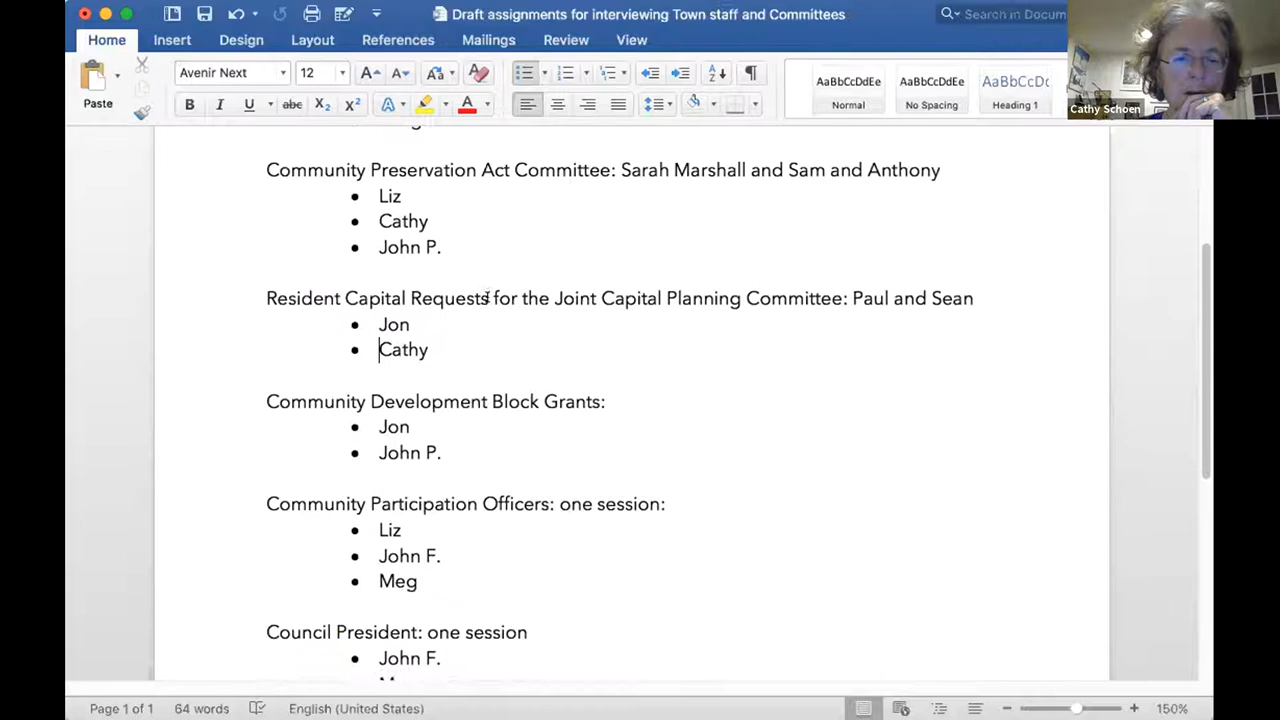 Draft assignments for interviewing Town staff and Committees
Search in Docum
Home Insert Design Layout References Mailings Review View
Paste
Avenir Next 12
AaBbCcDdEe AaBbCcDdEe AaBbCcDc
Normal No Spacing Heading 1
Cathy Schoen
Community Preservation Act Committee: Sarah Marshall and Sam and Anthony
• Liz
• Cathy
• John P.
Resident Capital Requests for the Joint Capital Planning Committee: Paul and Sean
• Jon
• Cathy
Community Development Block Grants:
• Jon
• John P.
Community Participation Officers: one session:
• Liz
• John F.
• Meg
Council President: one session
• John F.
Page 1 of 1 64 words English (United States) 150%